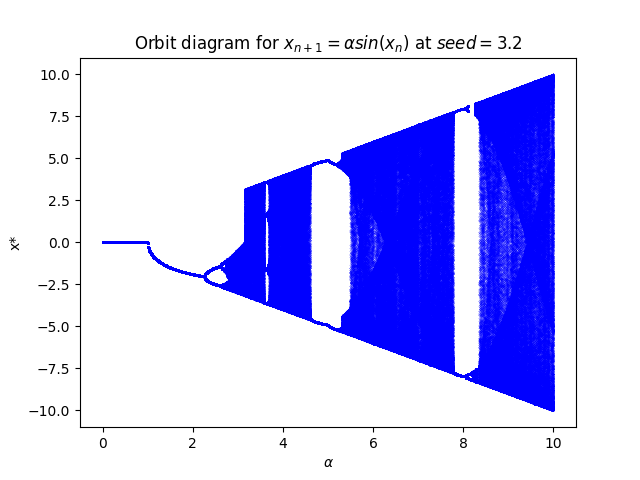 Orbit diagram for $x_{n+1} = \alpha sin(x_n)$ at $seed = 3.2$
10.0
7.5
5.0
2.5
0.0
−2.5
−5.0
−7.5
−10.0
x*
0 2 4 6 8 10
α